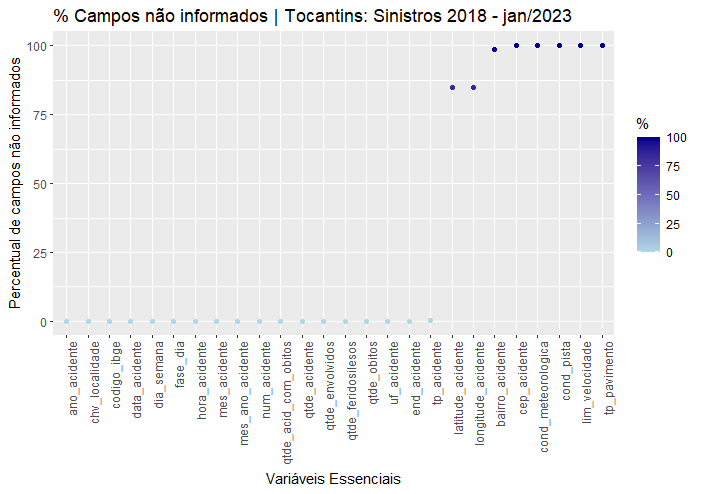 % Campos não informados | Tocantins: Sinistros 2018 - jan/2023
Percentual de campos não informados
100
75
50
25
0
ano_acidente
chv_localidade
codigo_ibge
data_acidente
dia_semana
fase_dia
hora_acidente
mes_acidente
mes_ano_acidente
num_acidente
qtde_acid_com_obitos
qtde_acidente
qtde_envolvidos
qtde_feridosilesos
qtde_obitos
uf_acidente
end_acidente
tp_acidente
latitude_acidente
longitude_acidente
bairro_acidente
cep_acidente
cond_meteorologica
cond_pista
lim_velocidade
tp_pavimento
Variáveis Essenciais
%
100
75
50
25
0